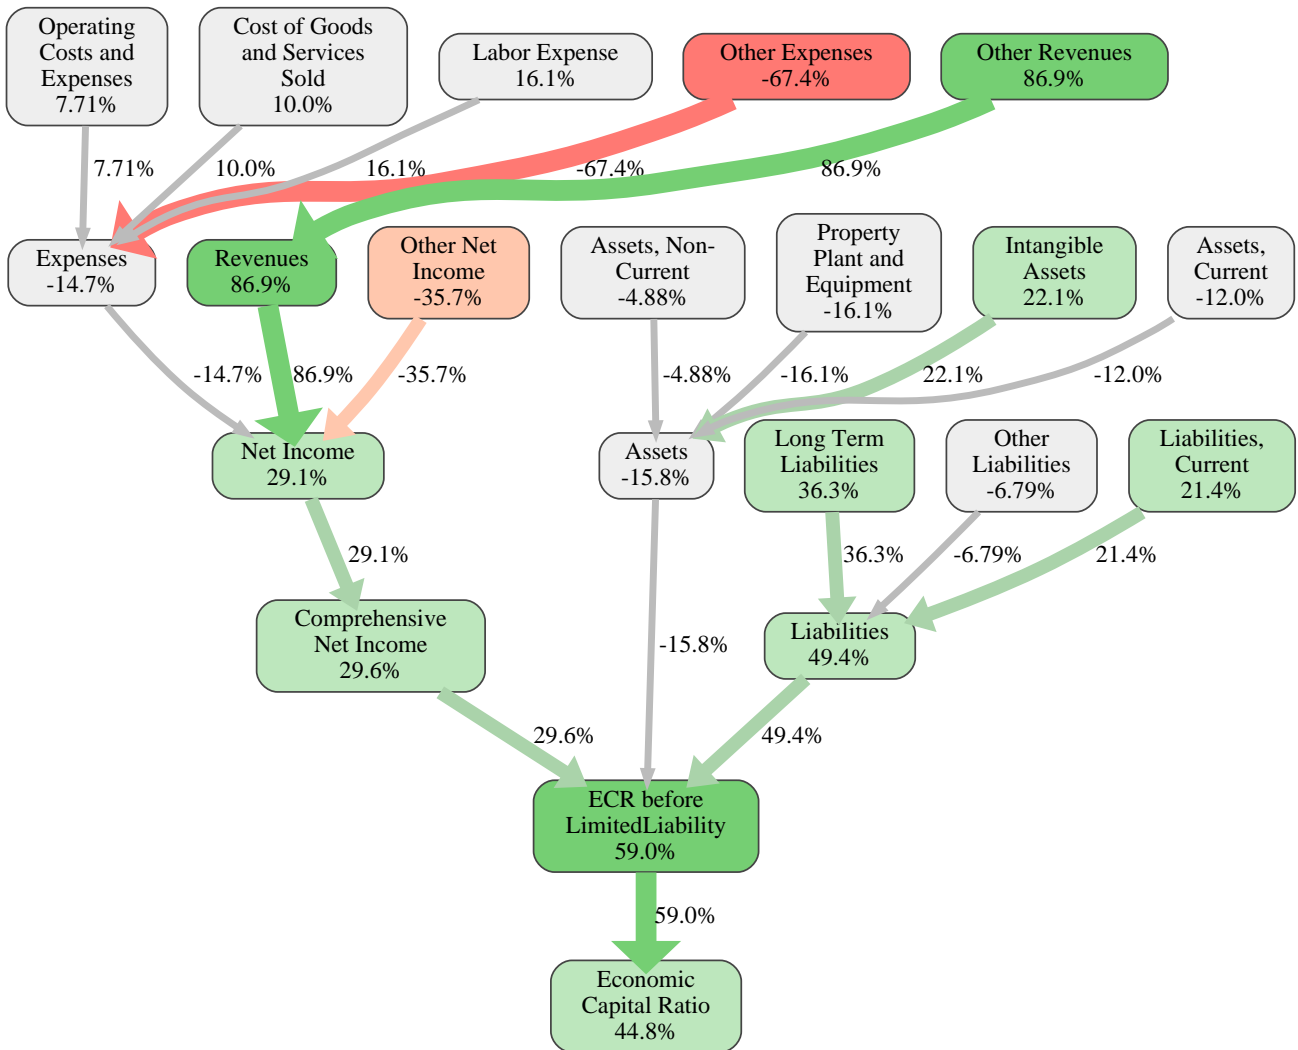 Operating
Costs and
Expenses
7.71%
Cost of Goods
and Services
Sold
10.0%
Labor Expense
16.1%
Other Expenses
-67.4%
Other Revenues
86.9%
7.71%
10.0%
16.1%
-67.4%
86.9%
Expenses
-14.7%
Revenues
86.9%
Other Net
Income
-35.7%
Assets, Non-
Current
-4.88%
Property
Plant and
Equipment
-16.1%
Intangible
Assets
22.1%
Assets,
Current
-12.0%
-14.7%
86.9%
-35.7%
-4.88%
-16.1%
22.1%
-12.0%
Net Income
29.1%
Assets
-15.8%
Long Term
Liabilities
36.3%
Other
Liabilities
-6.79%
Liabilities,
Current
21.4%
29.1%
36.3%
-6.79%
21.4%
Comprehensive
Net Income
29.6%
-15.8%
Liabilities
49.4%
29.6%
49.4%
ECR before
LimitedLiability
59.0%
59.0%
Economic
Capital Ratio
44.8%